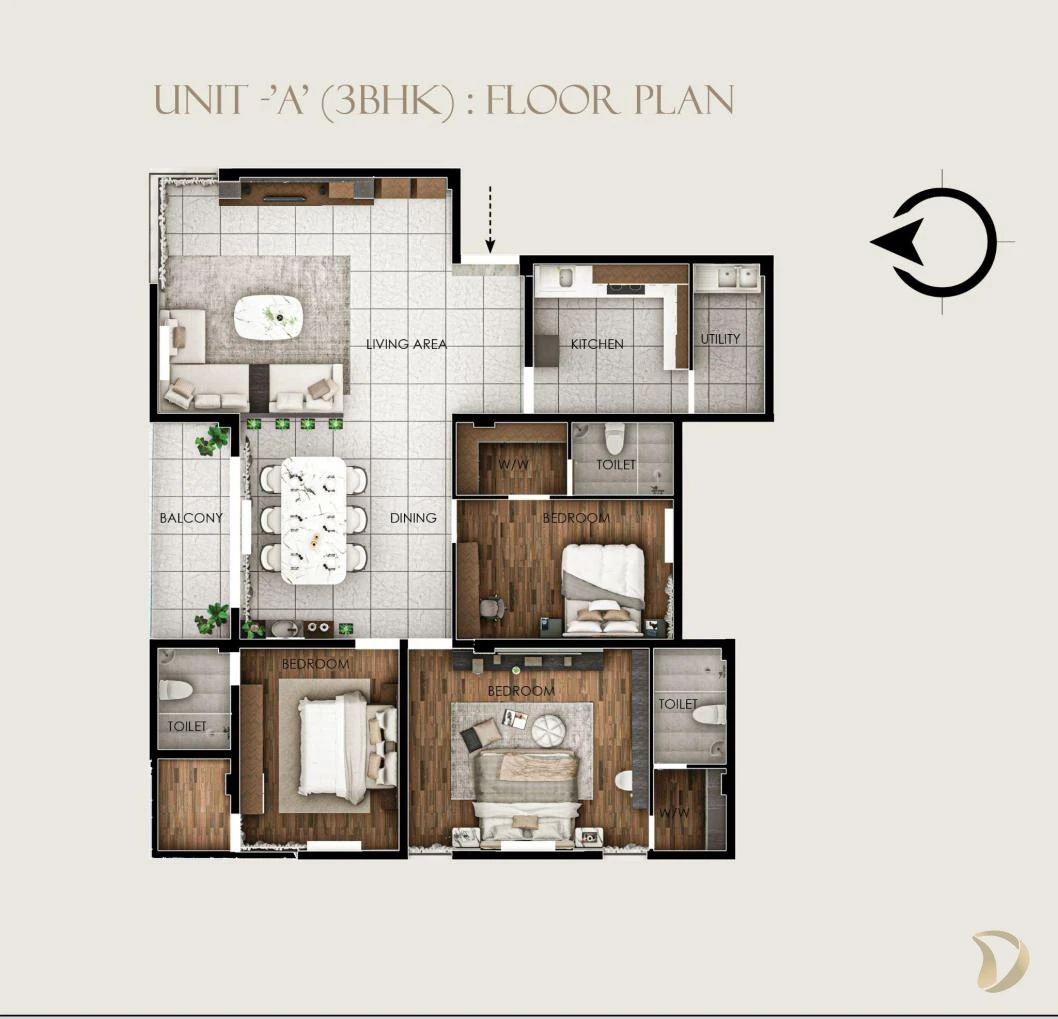 UNIT -'A' (3BHK) : FLOOR PLAN
LIVING AREA
KITCHEN
UTILITY
W/W
TOILET
BALCONY
DINING
BEDROOM
BEDROOM
BEDROOM
TOILET
TOILET
W/W